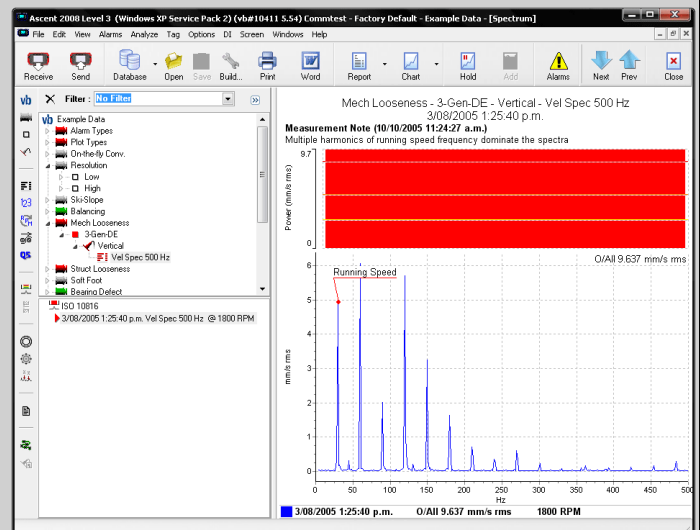 Ascent 2008 Level 3 (Windows XP Service Pack 2) (vb#10411 5.54) Commtest - Factory Default - Example Data - [Spectrum]
File Edit View Alarms Analyze Tag Options DI Screen Windows Help
Receive Send Database Open Save Build... Print Word Report Chart Hold Add Alarms Next Prev Close
vb Filter : No Filter
vb Example Data
Alarm Types
Plot Types
On-the-fly Conv.
Resolution
Low
High
Ski-Slope
Balancing
Mech Looseness
3-Gen-DE
Vertical
Vel Spec 500 Hz
Struct Looseness
Soft Foot
Bearing Defect
QS
ISO 10816
3/08/2005 1:25:40 p.m. Vel Spec 500 Hz @ 1800 RPM
Mech Looseness - 3-Gen-DE - Vertical - Vel Spec 500 Hz
3/08/2005 1:25:40 p.m.
Measurement Note (10/10/2005 11:24:27 a.m.)
Multiple harmonics of running speed frequency dominate the spectra
9.7
Power (mm/s rms)
0
O/All 9.637 mm/s rms
Running Speed
6
5
4
3
2
1
0
mm/s rms
0 50 100 150 200 250 300 350 400 450 500
Hz
3/08/2005 1:25:40 p.m. O/All 9.637 mm/s rms 1800 RPM